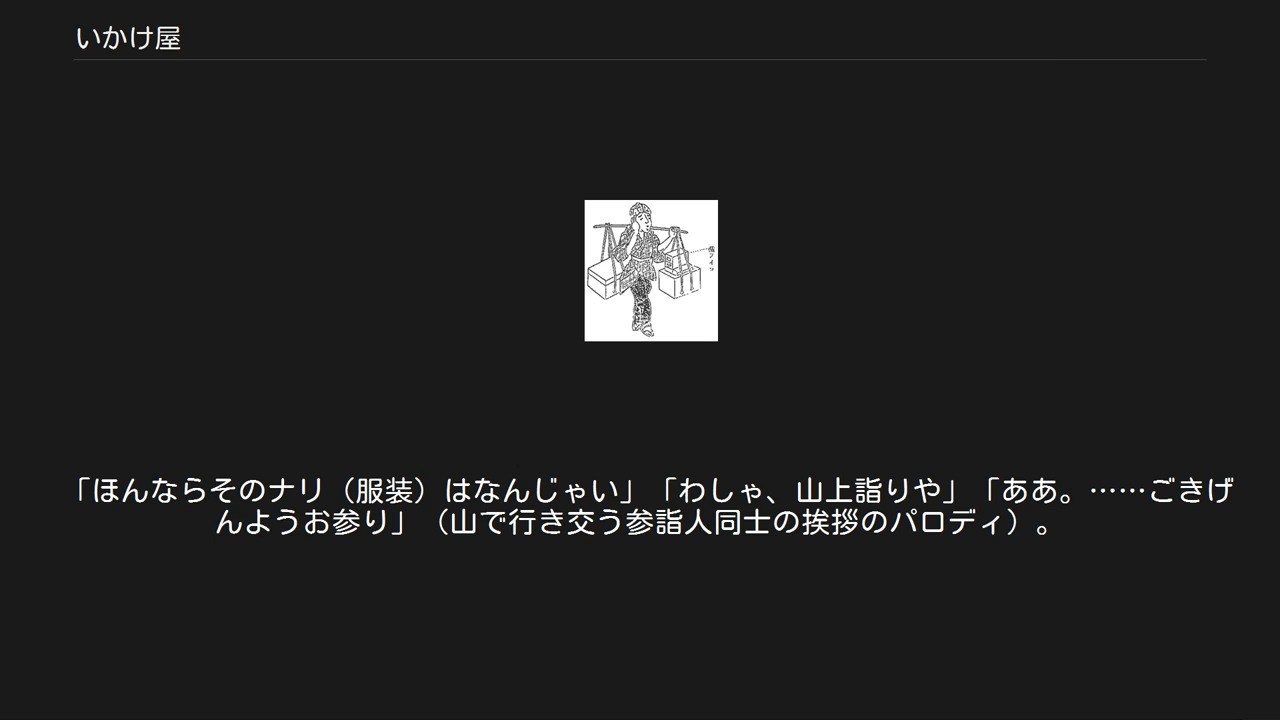 いかけ屋
「ほんならそのナリ（服装）はなんじゃい」「わしゃ、山上詣りや」「ああ。……ごきげ
んようお参り」（山で行き交う参詣人同士の挨拶のパロディ）。